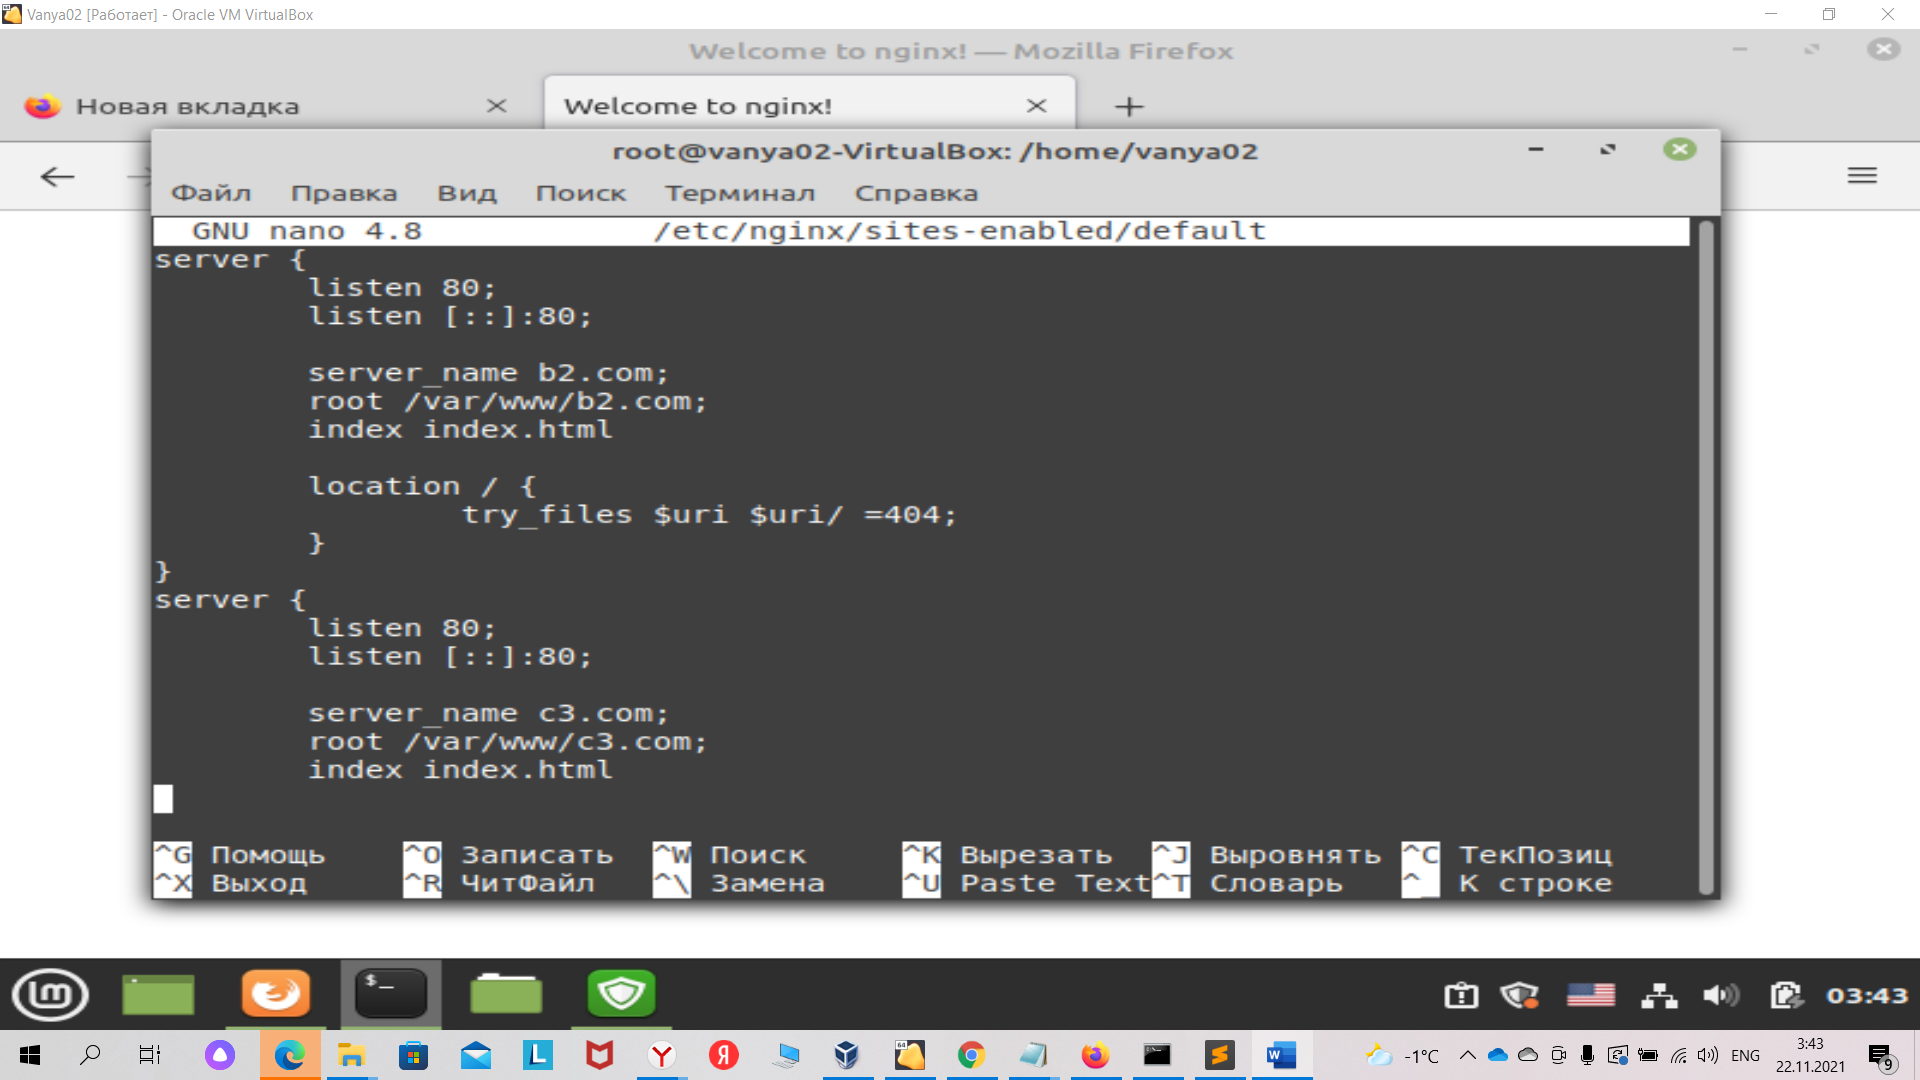 Vanya02 [Работает] - Oracle VM VirtualBox
Welcome to nginx! — Mozilla Firefox
Новая вкладка
Welcome to nginx!
root@vanya02-VirtualBox: /home/vanya02
Файл Правка Вид Поиск Терминал Справка
GNU nano 4.8 /etc/nginx/sites-enabled/default
server {
listen 80;
listen [::]:80;
server_name b2.com;
root /var/www/b2.com;
index index.html
location / {
try_files $uri $uri/ =404;
}
}
server {
listen 80;
listen [::]:80;
server_name c3.com;
root /var/www/c3.com;
index index.html
^G Помощь ^O Записать ^W Поиск ^K Вырезать ^J Выровнять ^C ТекПозиц
^X Выход ^R ЧитФайл ^\ Замена ^U Paste Text ^T Словарь ^_ К строке
03:43
-1°C ENG 3:43
22.11.2021
9